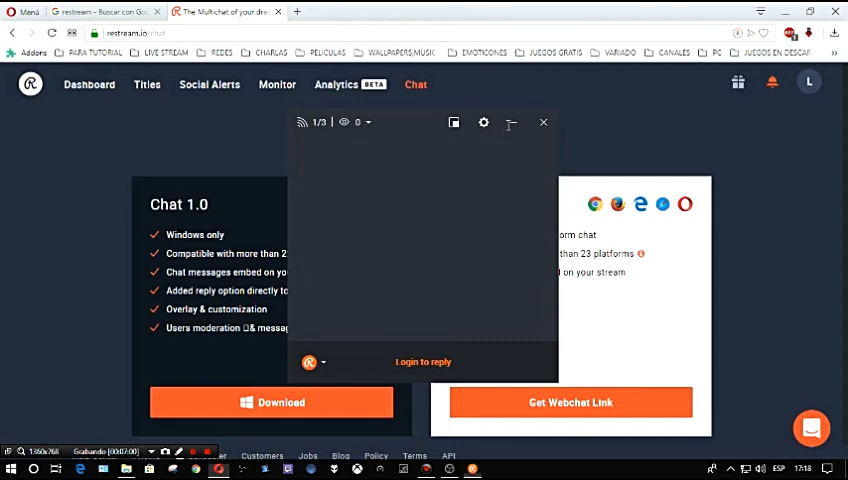 Menú
restream - Buscar con Go
The Multichat of your dre
restream.io/chat
Addons
PARA TUTORIAL
LIVE STREAM
REDES
CHARLAS
PELICULAS
WALLPAPERS,MUSIC
EMOTICONES
JUEGOS GRATIS
VARIADO
CANALES
PC
JUEGOS EN DESCAR
Dashboard
Titles
Social Alerts
Monitor
Analytics BETA
Chat
L
1/3
0
Chat 1.0
Windows only
Compatible with more than 2
Chat messages embed on yo
Added reply option directly to
Overlay & customization
Users moderation & messa
orm chat
than 23 platforms
d on your stream
Login to reply
Download
Get Webchat Link
Customers
Jobs
Blog
Policy
Terms
API
1360x768
Grabando [00:07:00]
ESP
17:18